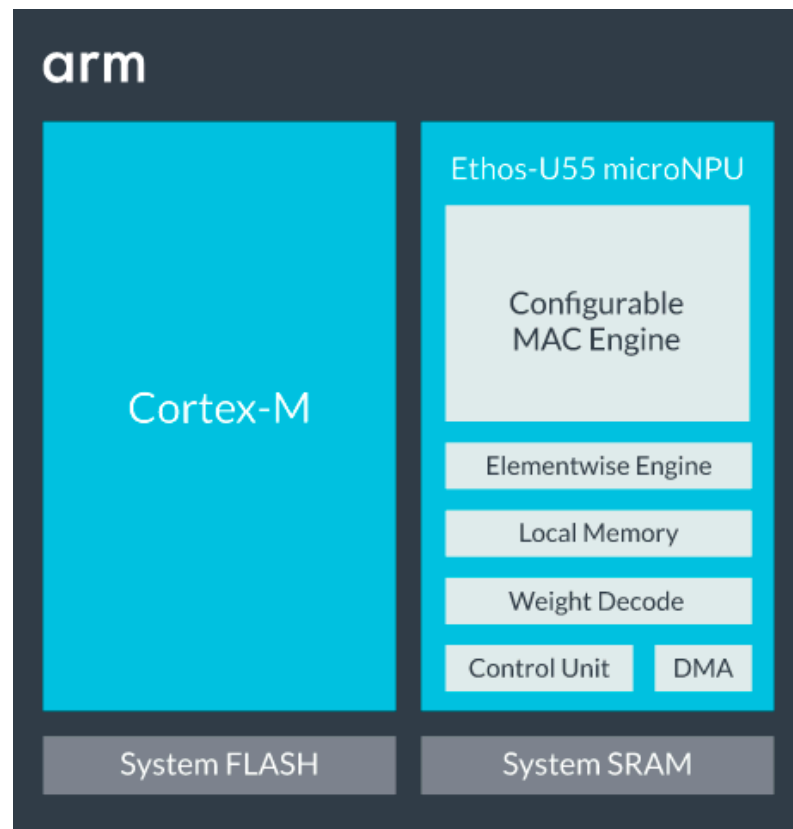 arm
Cortex-M
Ethos-U55 microNPU
Configurable
MAC Engine
Elementwise Engine
Local Memory
Weight Decode
Control Unit
DMA
System FLASH
System SRAM